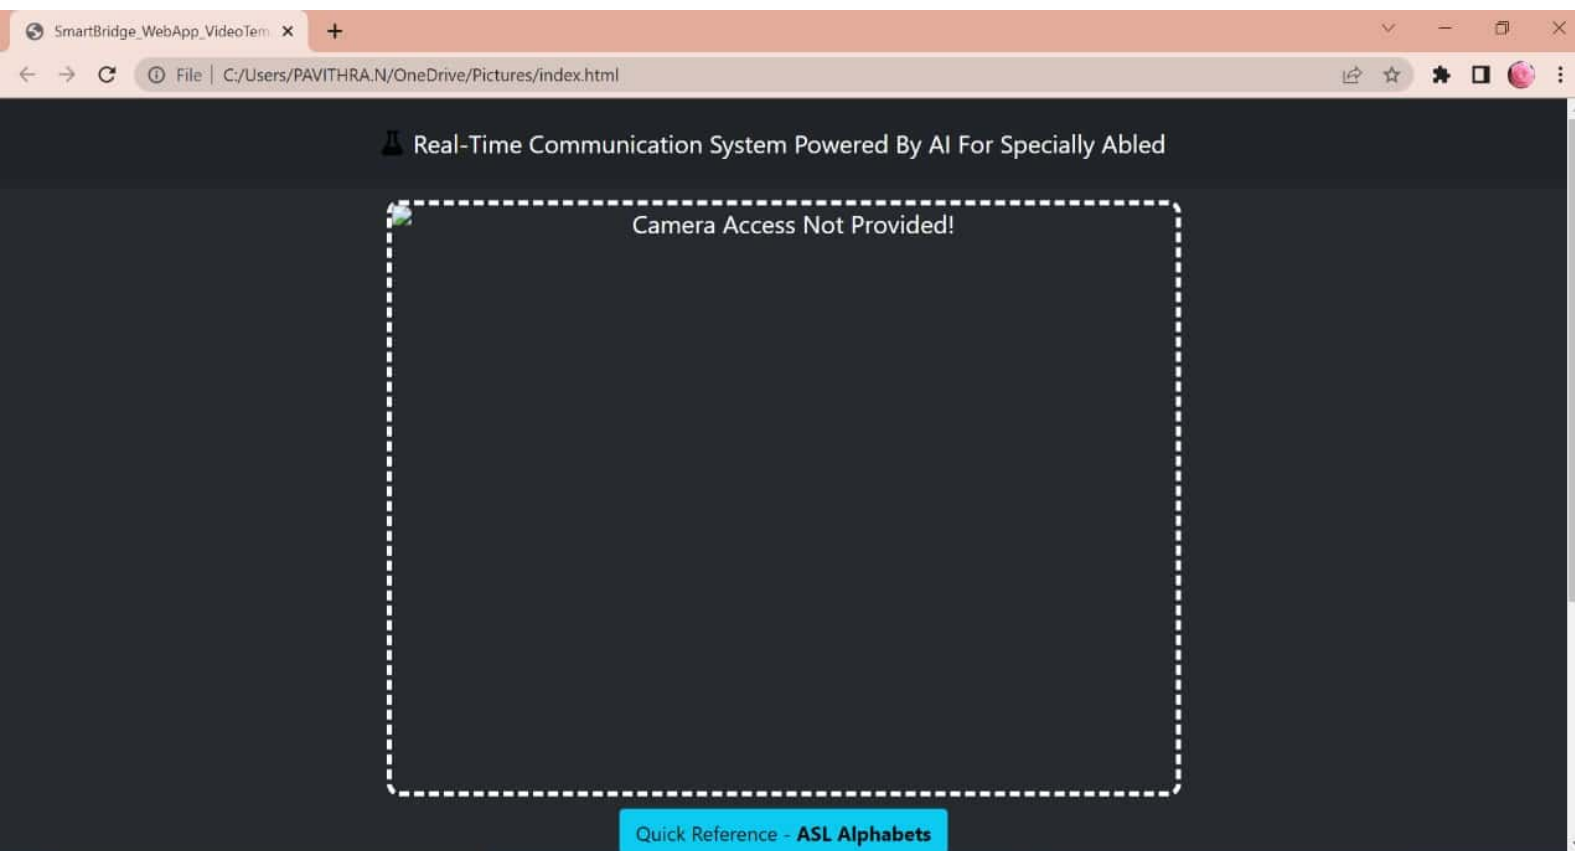 SmartBridge_WebApp_VideoTem
File | C:/Users/PAVITHRA.N/OneDrive/Pictures/index.html
Real-Time Communication System Powered By AI For Specially Abled
Camera Access Not Provided!
Quick Reference - ASL Alphabets